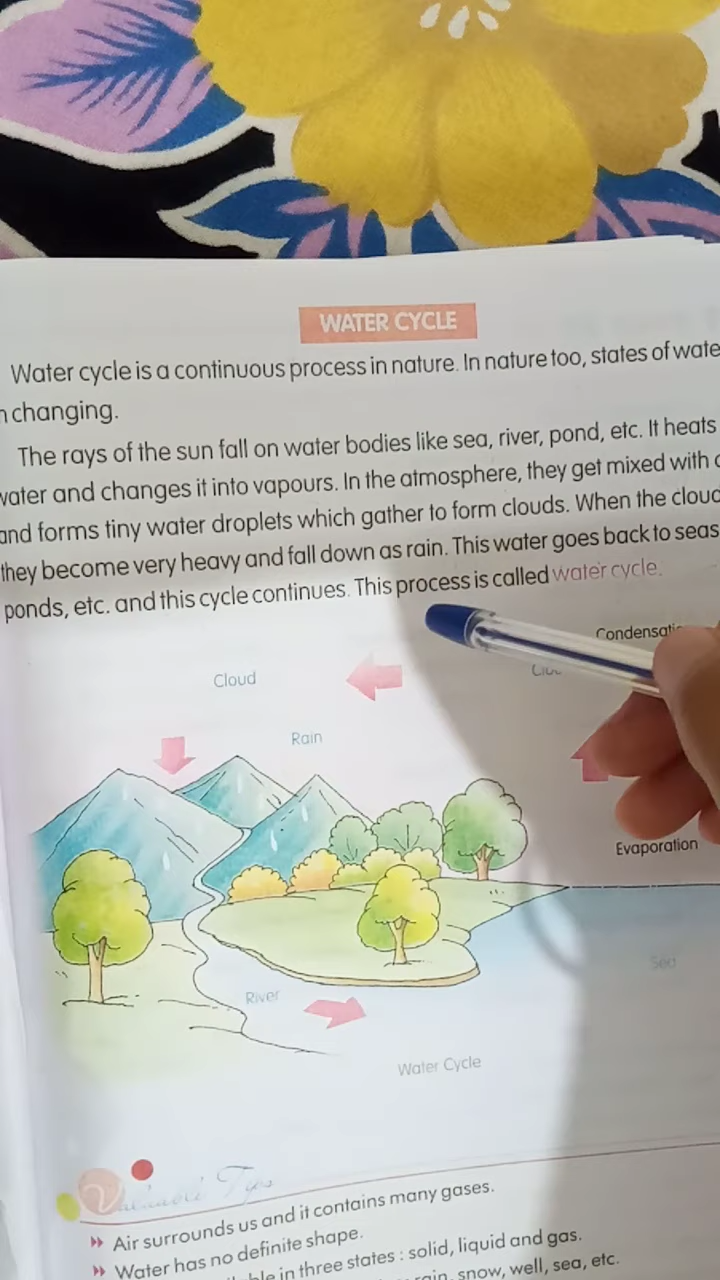 WATER CYCLE
Water cycle is a continuous process in nature. In nature too, states of wate
changing.
The rays of the sun fall on water bodies like sea, river, pond, etc. It heats
water and changes it into vapours. In the atmosphere, they get mixed with
and forms tiny water droplets which gather to form clouds. When the cloud
they become very heavy and fall down as rain. This water goes back to seas
ponds, etc. and this cycle continues. This process is called water cycle.
Condensati
Cloud
Rain
Evaporation
Sea
River
Water Cycle
Valuable Tips
Air surrounds us and it contains many gases.
Water has no definite shape.
in three states : solid, liquid and gas.
rain, snow, well, sea, etc.